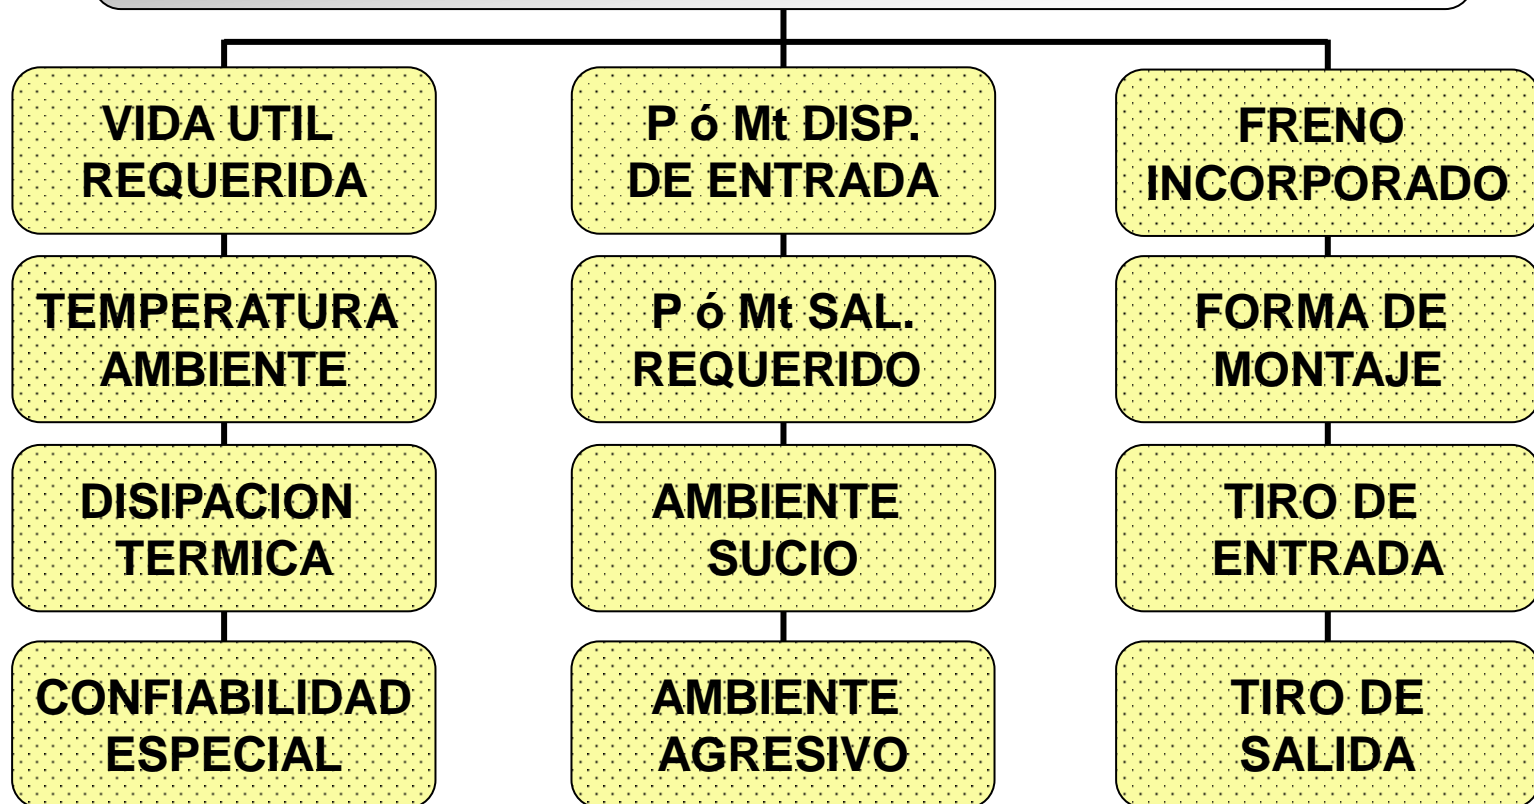 VIDA UTIL
REQUERIDA
TEMPERATURA
AMBIENTE
DISIPACION
TERMICA
CONFIABILIDAD
ESPECIAL
P ó Mt DISP.
DE ENTRADA
P ó Mt SAL.
REQUERIDO
AMBIENTE
SUCIO
AMBIENTE
AGRESIVO
FRENO
INCORPORADO
FORMA DE
MONTAJE
TIRO DE
ENTRADA
TIRO DE
SALIDA